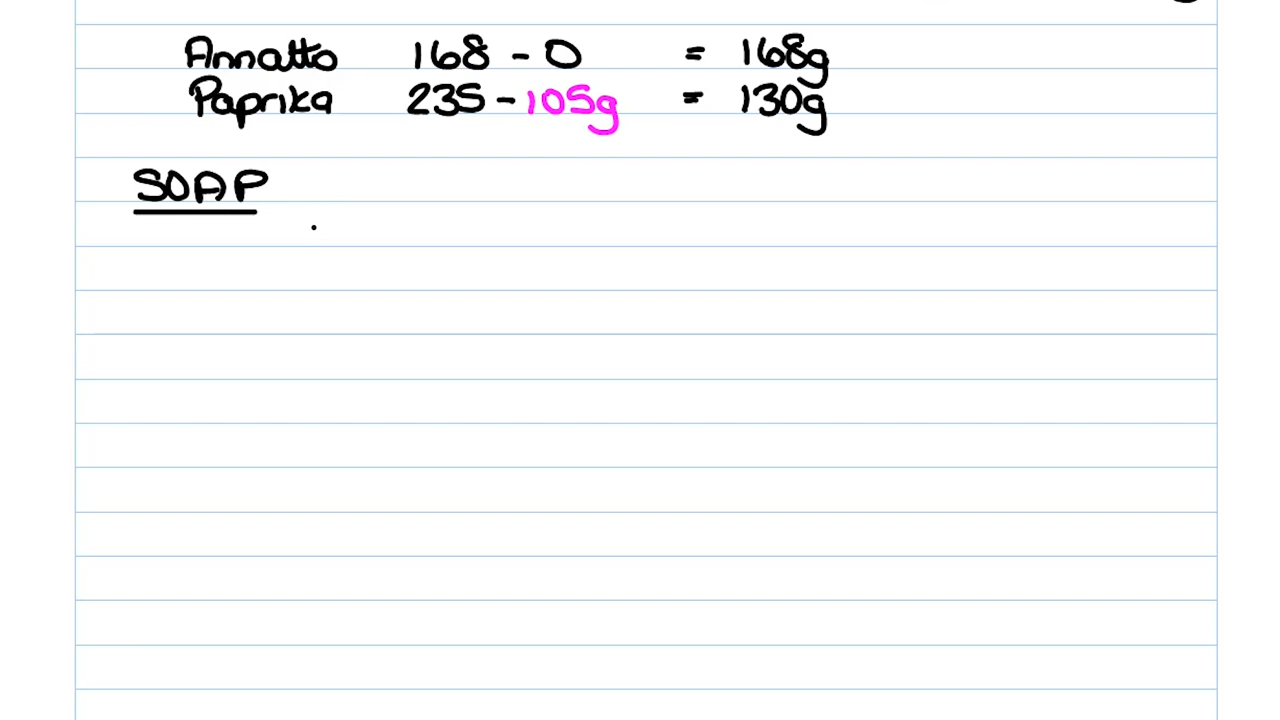 Annatto 168 - 0 = 168g
Paprika 235 - 105g = 130g
SOAP